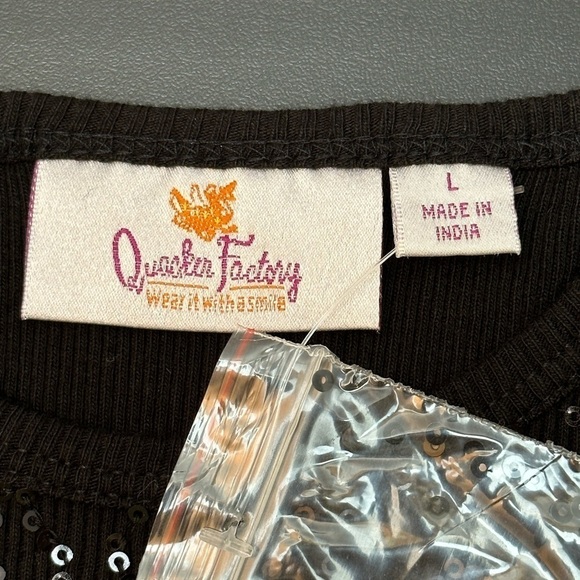 Quacker Factory
Wear it with a smile
L
MADE IN
INDIA